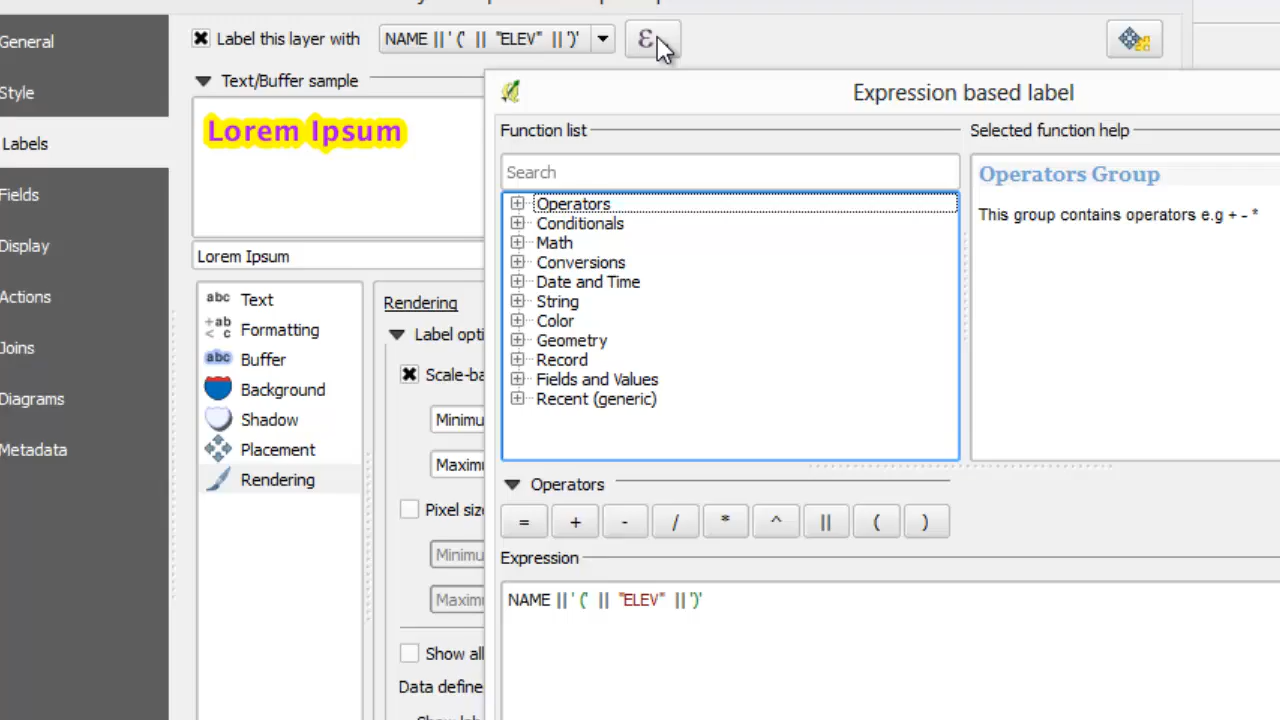 General
Style
Labels
Fields
Display
Actions
Joins
Diagrams
Metadata
Label this layer with
NAME || ' (' || "ELEV" || ')'
ε
Text/Buffer sample
Lorem Ipsum
Lorem Ipsum
abc Text
+ab
< c Formatting
abc Buffer
Background
Shadow
Placement
Rendering
Rendering
Label opti
Scale-ba
Minimu
Maximu
Pixel size
Minimu
Maximu
Show all
Data define
Expression based label
Function list
Search
Operators
Conditionals
Math
Conversions
Date and Time
String
Color
Geometry
Record
Fields and Values
Recent (generic)
Selected function help
Operators Group
This group contains operators e.g + - *
Operators
= + - / * ^ || ( )
Expression
NAME || ' (' || "ELEV" || ')'